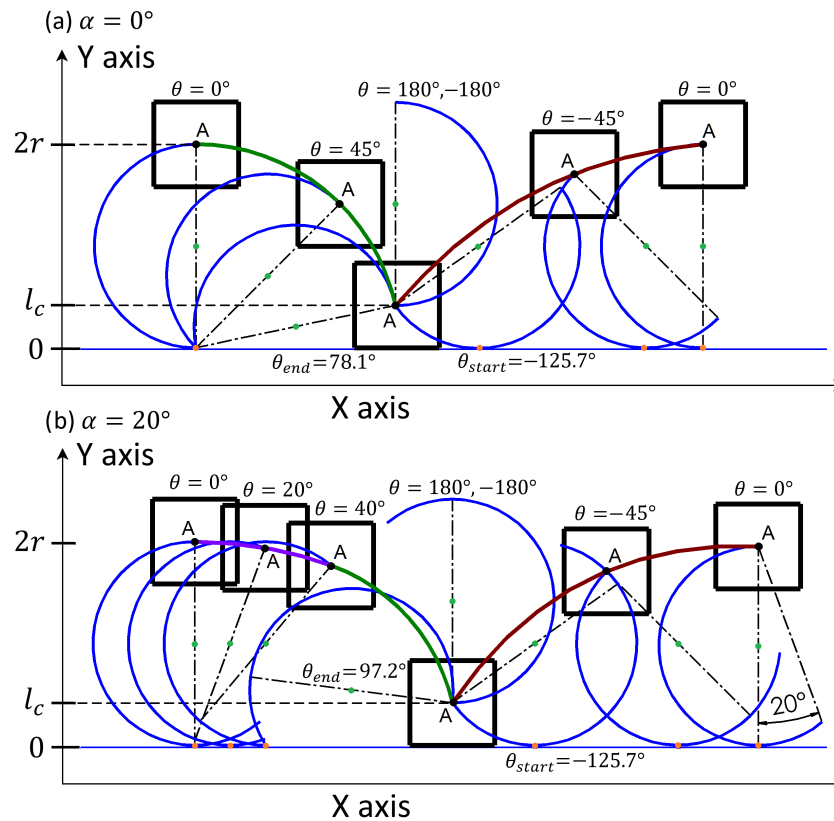 (a) α = 0°
Y axis
θ = 0°
θ = 180°,−180°
θ = 0°
θ =−45°
A
A
2r
θ = 45°
A
A
l_c
A
0
θ_end=78.1°
θ_start=−125.7°
X axis
(b) α = 20°
Y axis
θ = 0°
θ = 20°
θ = 180°,−180°
θ = 0°
θ = 40°
θ =−45°
2r
A
A
A
A
A
θ_end=97.2°
l_c
A
20°
0
θ_start=−125.7°
X axis